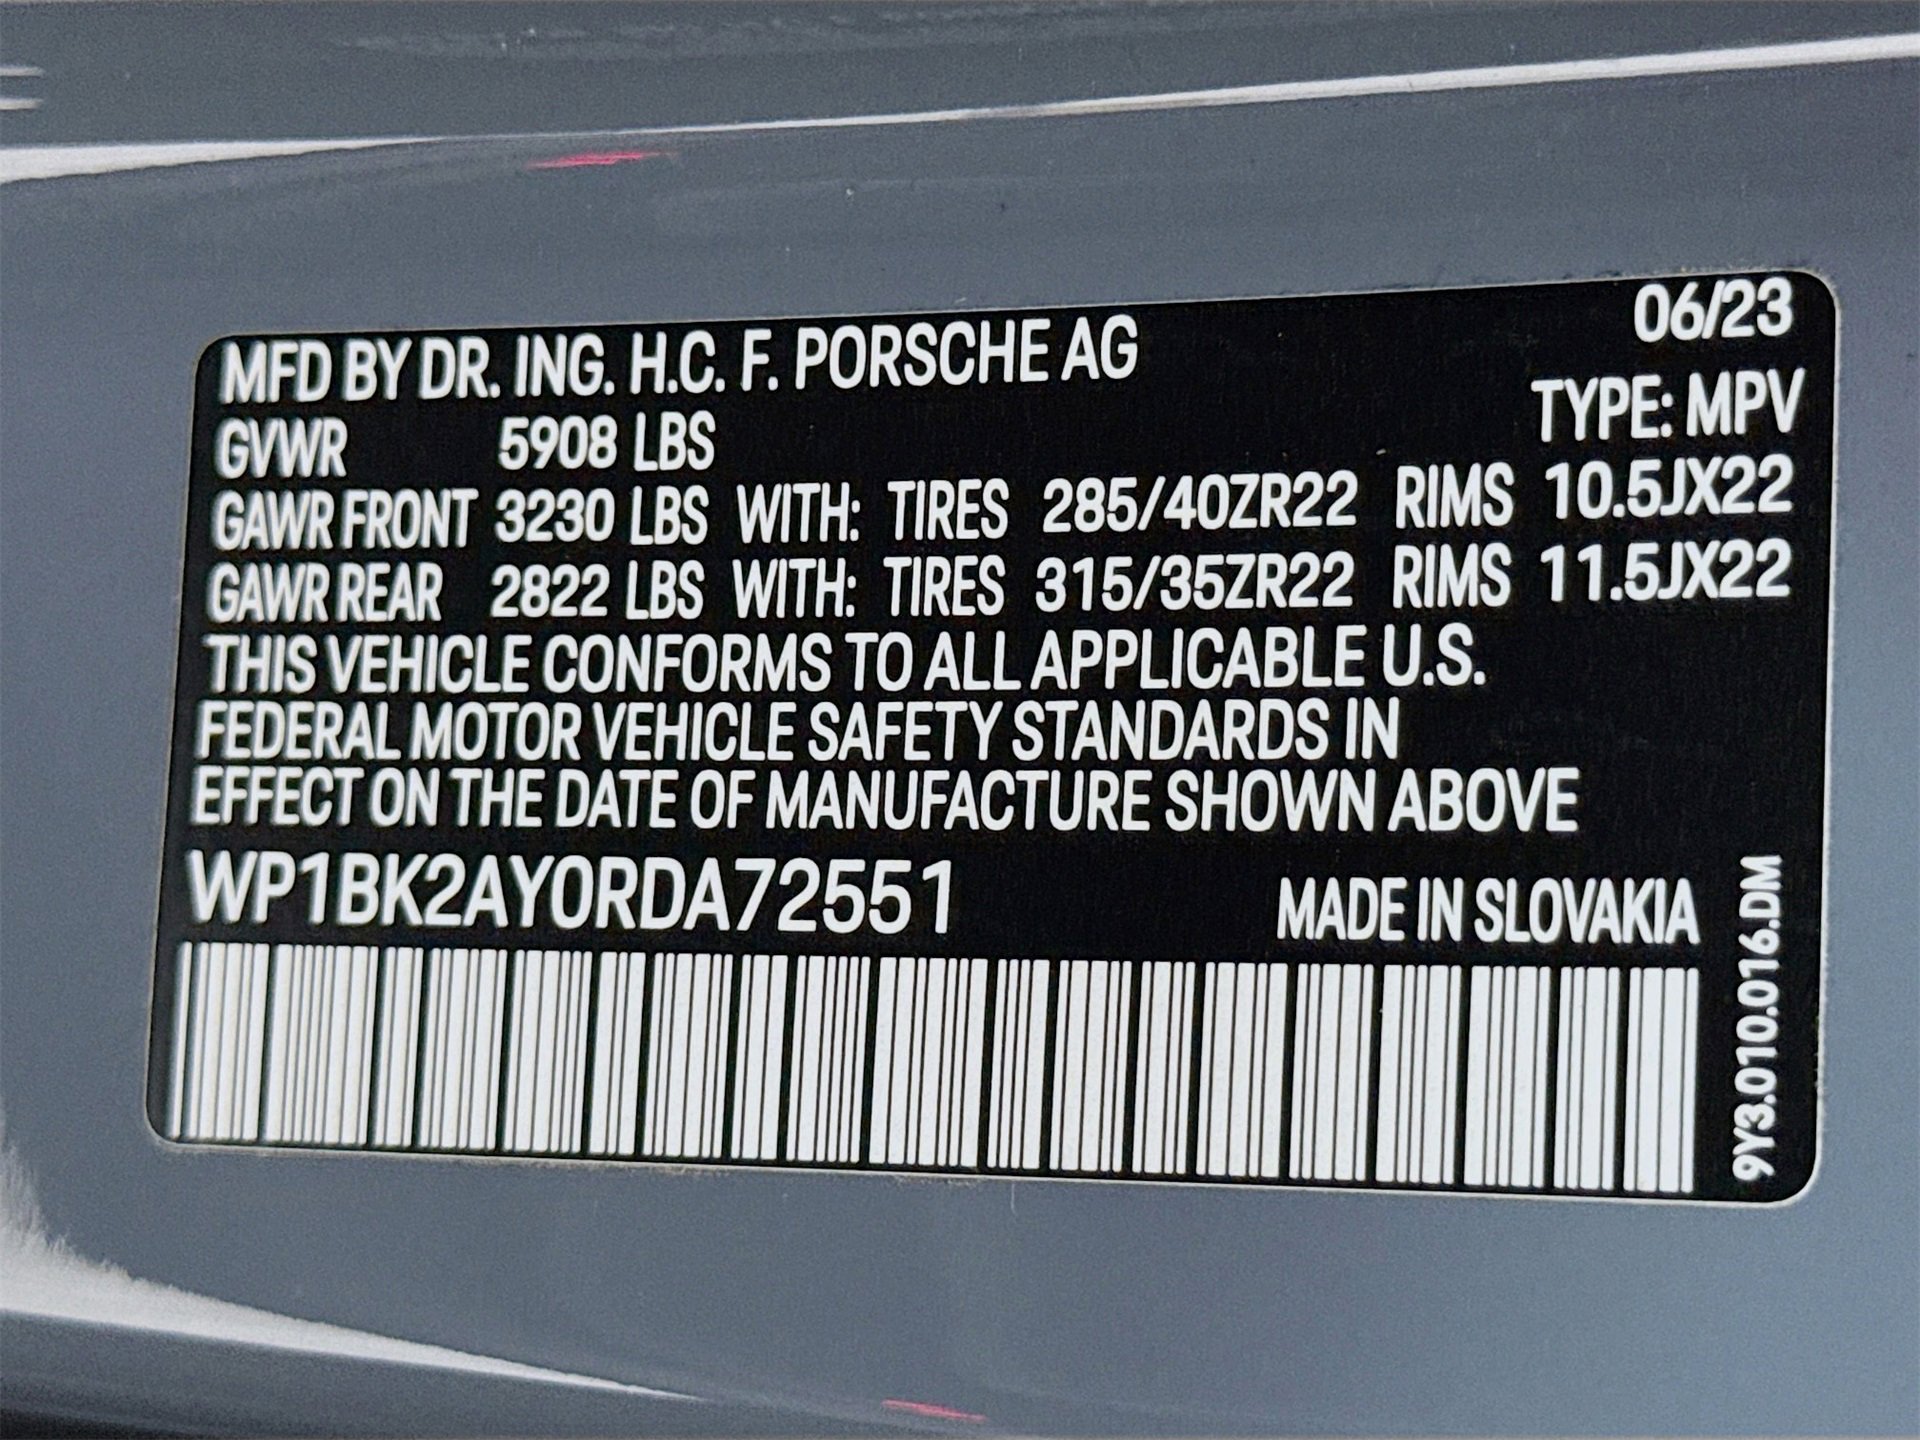 06/23
MFD BY DR. ING. H.C. F. PORSCHE AG
TYPE: MPV
GVWR 5908 LBS
GAWR FRONT 3230 LBS WITH: TIRES 285/40ZR22 RIMS 10.5JX22
GAWR REAR 2822 LBS WITH: TIRES 315/35ZR22 RIMS 11.5JX22
THIS VEHICLE CONFORMS TO ALL APPLICABLE U.S.
FEDERAL MOTOR VEHICLE SAFETY STANDARDS IN
EFFECT ON THE DATE OF MANUFACTURE SHOWN ABOVE
WP1BK2AY0RDA72551 MADE IN SLOVAKIA
9Y3.010.016.DM